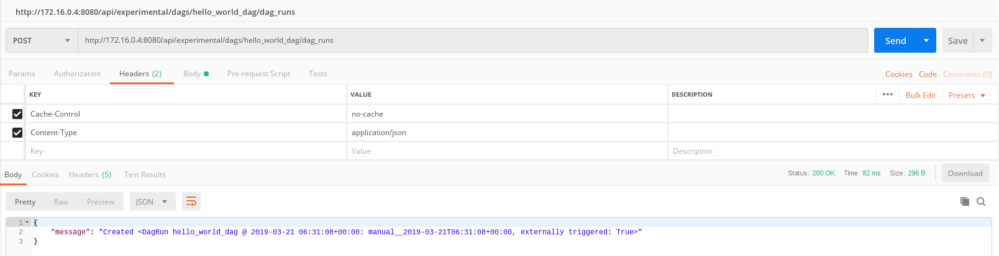 http://172.16.0.4:8080/api/experimental/dags/hello_world_dag/dag_runs
POST http://172.16.0.4:8080/api/experimental/dags/hello_world_dag/dag_runs Send Save
Params Authorization Headers (2) Body Pre-request Script Tests Cookies Code Comments (0)
KEY VALUE DESCRIPTION ••• Bulk Edit Presets
Cache-Control no-cache
Content-Type application/json
Key Value Description
Body Cookies Headers (5) Test Results Status: 200 OK Time: 82 ms Size: 296 B Download
Pretty Raw Preview JSON
1 {
2 "message": "Created <DagRun hello_world_dag @ 2019-03-21 06:31:08+00:00: manual__2019-03-21T06:31:08+00:00, externally triggered: True>"
3 }